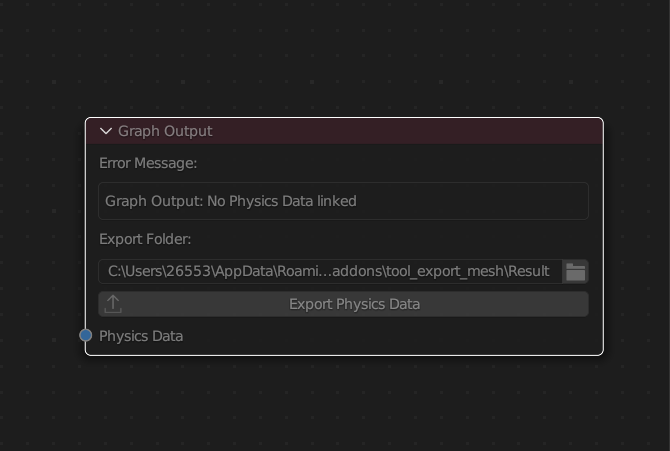 Graph Output
Error Message:
Graph Output: No Physics Data linked
Export Folder:
C:\Users\26553\AppData\Roami...addons\tool_export_mesh\Result
Export Physics Data
Physics Data